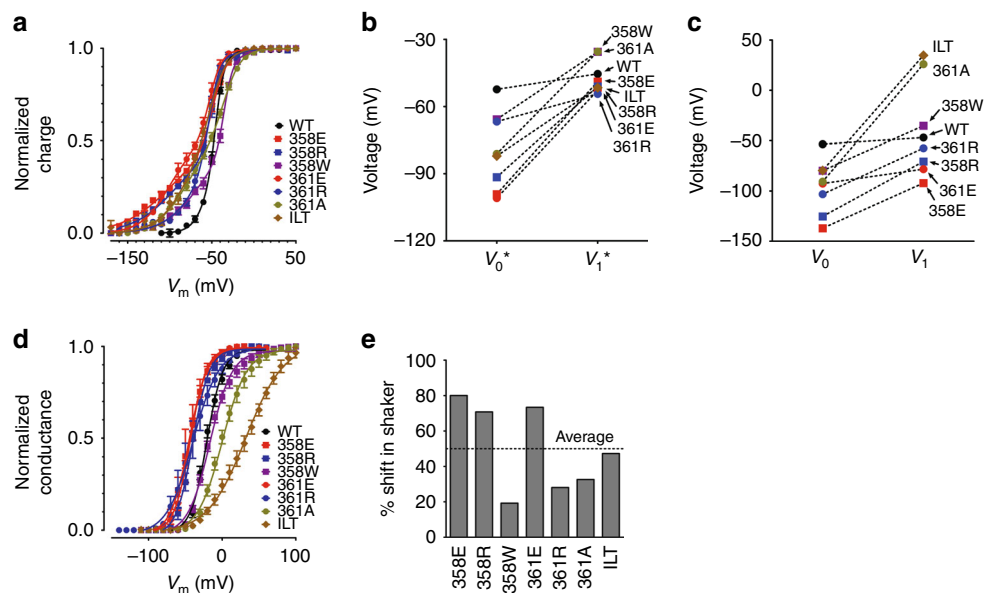 a
Normalized charge
1.0
0.5
0.0
−150
−50
50
Vm (mV)
WT
358E
358R
358W
361E
361R
361A
ILT
b
Voltage (mV)
−30
−60
−90
−120
V0*
V1*
358W
361A
WT
358E
ILT
358R
361E
361R
c
Voltage (mV)
50
0
−50
−100
−150
V0
V1
ILT
361A
358W
WT
361R
358R
361E
358E
d
Normalized conductance
1.0
0.5
0.0
−100
0
100
Vm (mV)
WT
358E
358R
358W
361E
361R
361A
ILT
e
% shift in shaker
100
80
60
40
20
0
Average
358E
358R
358W
361E
361R
361A
ILT